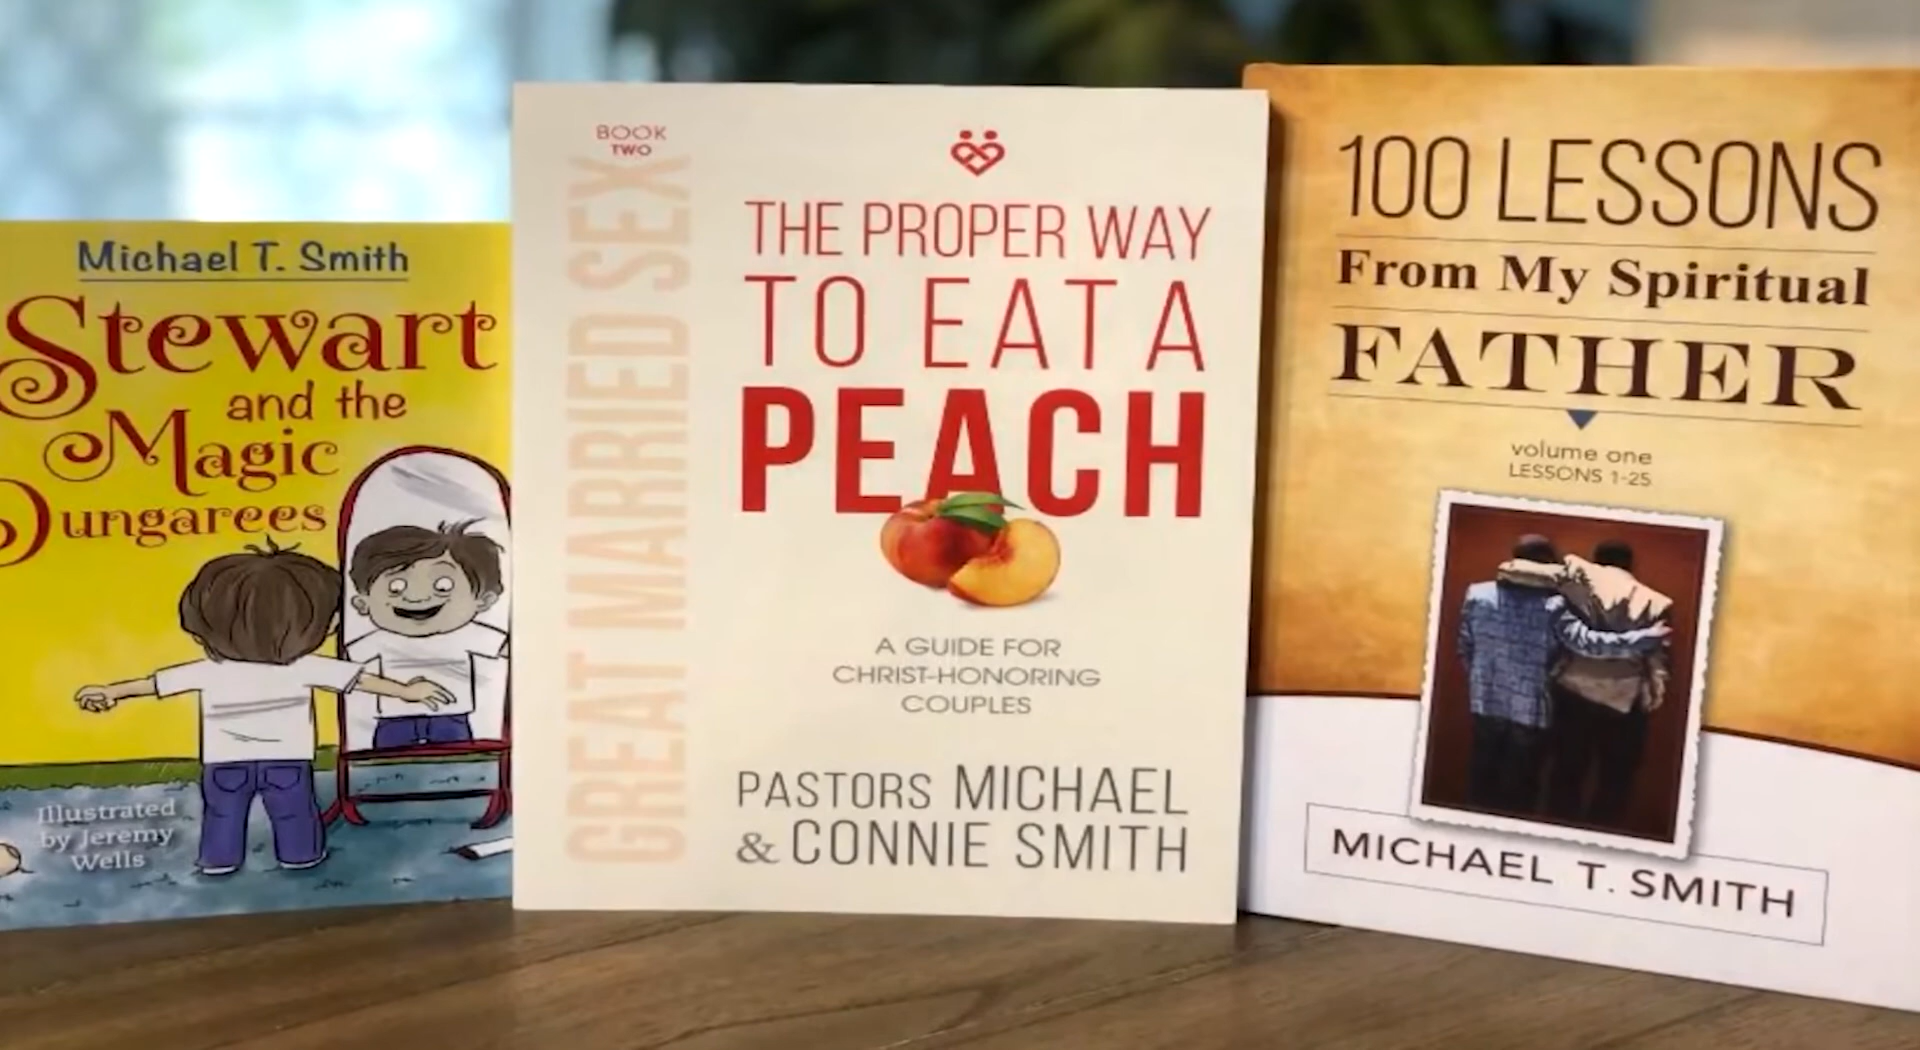 Michael T. Smith
Stewart
and the
Magic
Dungarees
Illustrated
by Jeremy
Wells
BOOK
TWO
GREAT MARRIED SEX
THE PROPER WAY
TO EAT A
PEACH
A GUIDE FOR
CHRIST-HONORING
COUPLES
PASTORS MICHAEL
& CONNIE SMITH
100 LESSONS
From My Spiritual
FATHER
volume one
LESSONS 1-25
MICHAEL T. SMITH